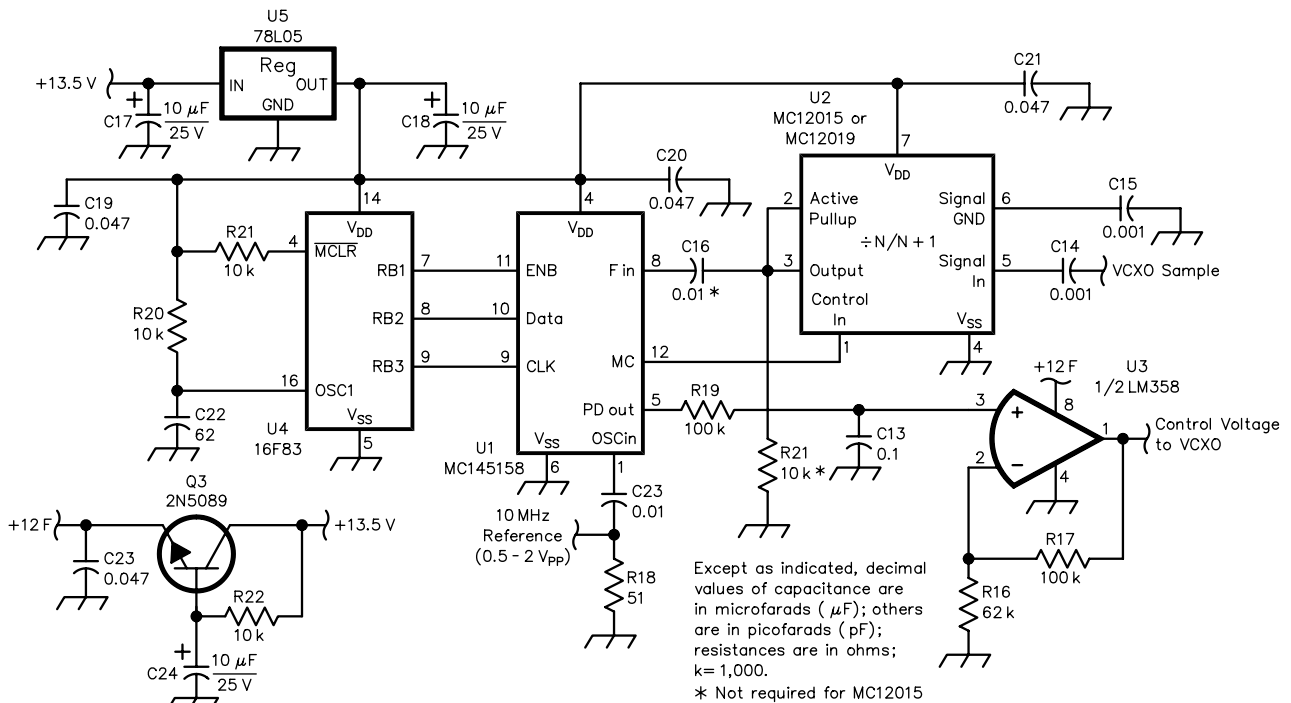 U5
78L05
Reg
IN
OUT
GND
+13.5 V
+
C17
10 µF
25 V
+
C18
10 µF
25 V
C21
0.047
U2
MC12015 or
MC12019
7
VDD
2
Active
Pullup
Signal
GND
6
÷N/N+1
3
Output
Signal
In
5
Control
In
VSS
1
4
C15
0.001
C14
0.001
VCXO Sample
C20
0.047
C19
0.047
R21
10 k
4
R20
10 k
C22
62
14
VDD
MCLR
RB1
7
RB2
8
RB3
9
16
OSC1
VSS
5
U4
16F83
4
VDD
11
ENB
F in
8
10
Data
9
CLK
MC
12
PD out
5
VSS
OSCin
6
1
U1
MC145158
C16
0.01 *
R19
100 k
C13
0.1
R21
10 k *
C23
0.01
10 MHz
Reference
(0.5 - 2 VPP)
R18
51
+12 F
U3
1/2 LM358
3
+
8
1
2
−
4
Control Voltage
to VCXO
R17
100 k
R16
62 k
Q3
2N5089
+12 F
+13.5 V
C23
0.047
R22
10 k
+
C24
10 µF
25 V
Except as indicated, decimal
values of capacitance are
in microfarads ( µF); others
are in picofarads ( pF);
resistances are in ohms;
k= 1,000.
* Not required for MC12015